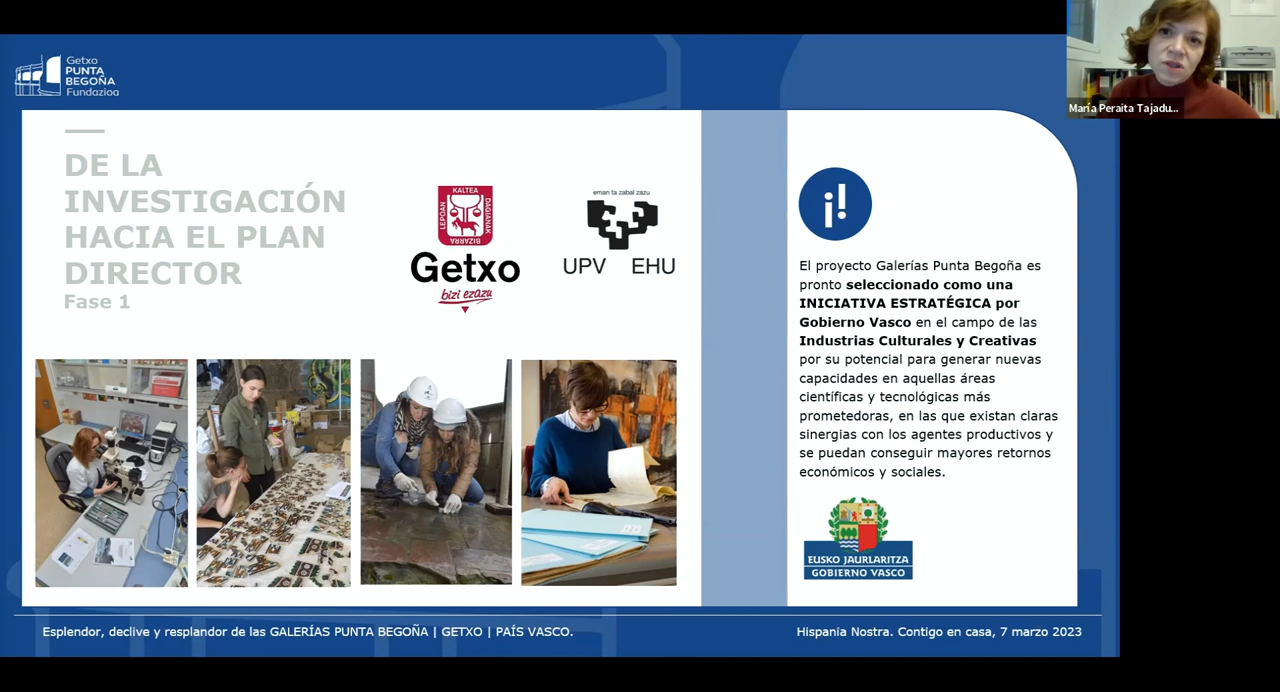 Getxo
PUNTA
BEGOÑA
Fundazioa
María Peraita Tajadu...
DE LA
INVESTIGACIÓN
HACIA EL PLAN
DIRECTOR
Fase 1
KALTEA
LEPOAN
DAGIANAK
BIZARRA
Getxo
bizi ezazu
eman ta zabal zazu
UPV EHU
¡!
El proyecto Galerías Punta Begoña es
pronto seleccionado como una
INICIATIVA ESTRATÉGICA por
Gobierno Vasco en el campo de las
Industrias Culturales y Creativas
por su potencial para generar nuevas
capacidades en aquellas áreas
científicas y tecnológicas más
prometedoras, en las que existan claras
sinergias con los agentes productivos y
se puedan conseguir mayores retornos
económicos y sociales.
EUSKO JAURLARITZA
GOBIERNO VASCO
Esplendor, declive y resplandor de las GALERÍAS PUNTA BEGOÑA | GETXO | PAÍS VASCO.
Hispania Nostra. Contigo en casa, 7 marzo 2023